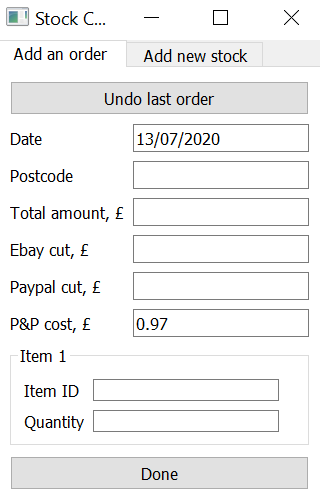 Stock C...
Add an order
Add new stock
Undo last order
Date 13/07/2020
Postcode
Total amount, £
Ebay cut, £
Paypal cut, £
P&P cost, £ 0.97
Item 1
Item ID
Quantity
Done